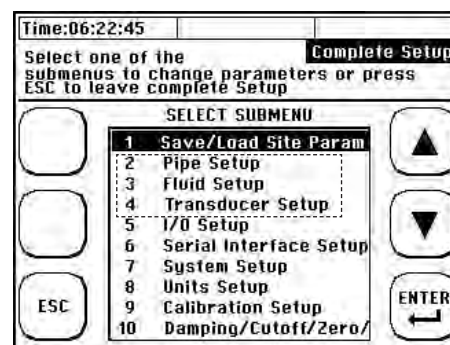 Time:06:22:45
Complete Setup
Select one of the
submenus to change parameters or press
ESC to leave complete Setup
SELECT SUBMENU
1 Save/Load Site Param
2 Pipe Setup
3 Fluid Setup
4 Transducer Setup
5 I/O Setup
6 Serial Interface Setup
7 System Setup
8 Units Setup
9 Calibration Setup
10 Damping/Cutoff/Zero/
ESC
ENTER